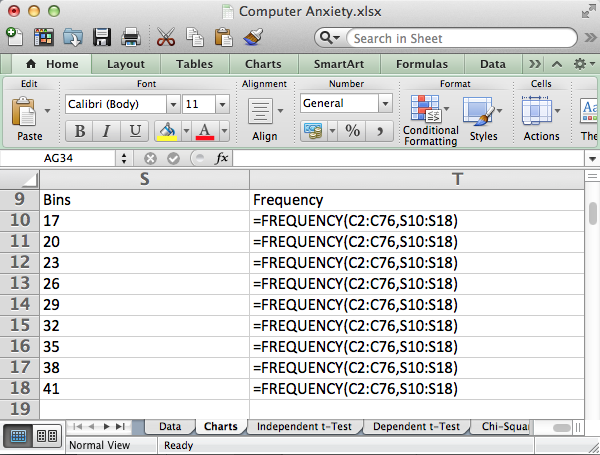 Computer Anxiety.xlsx
Search in Sheet
Home Layout Tables Charts SmartArt Formulas Data
Edit Font Alignment Number Format Cells
Calibri (Body) 11 General
B I U A %
Paste Align Conditional Formatting Styles Actions
AG34 fx
S T
9 Bins Frequency
10 17 =FREQUENCY(C2:C76,S10:S18)
11 20 =FREQUENCY(C2:C76,S10:S18)
12 23 =FREQUENCY(C2:C76,S10:S18)
13 26 =FREQUENCY(C2:C76,S10:S18)
14 29 =FREQUENCY(C2:C76,S10:S18)
15 32 =FREQUENCY(C2:C76,S10:S18)
16 35 =FREQUENCY(C2:C76,S10:S18)
17 38 =FREQUENCY(C2:C76,S10:S18)
18 41 =FREQUENCY(C2:C76,S10:S18)
19
Data Charts Independent t-Test Dependent t-Test
Normal View Ready